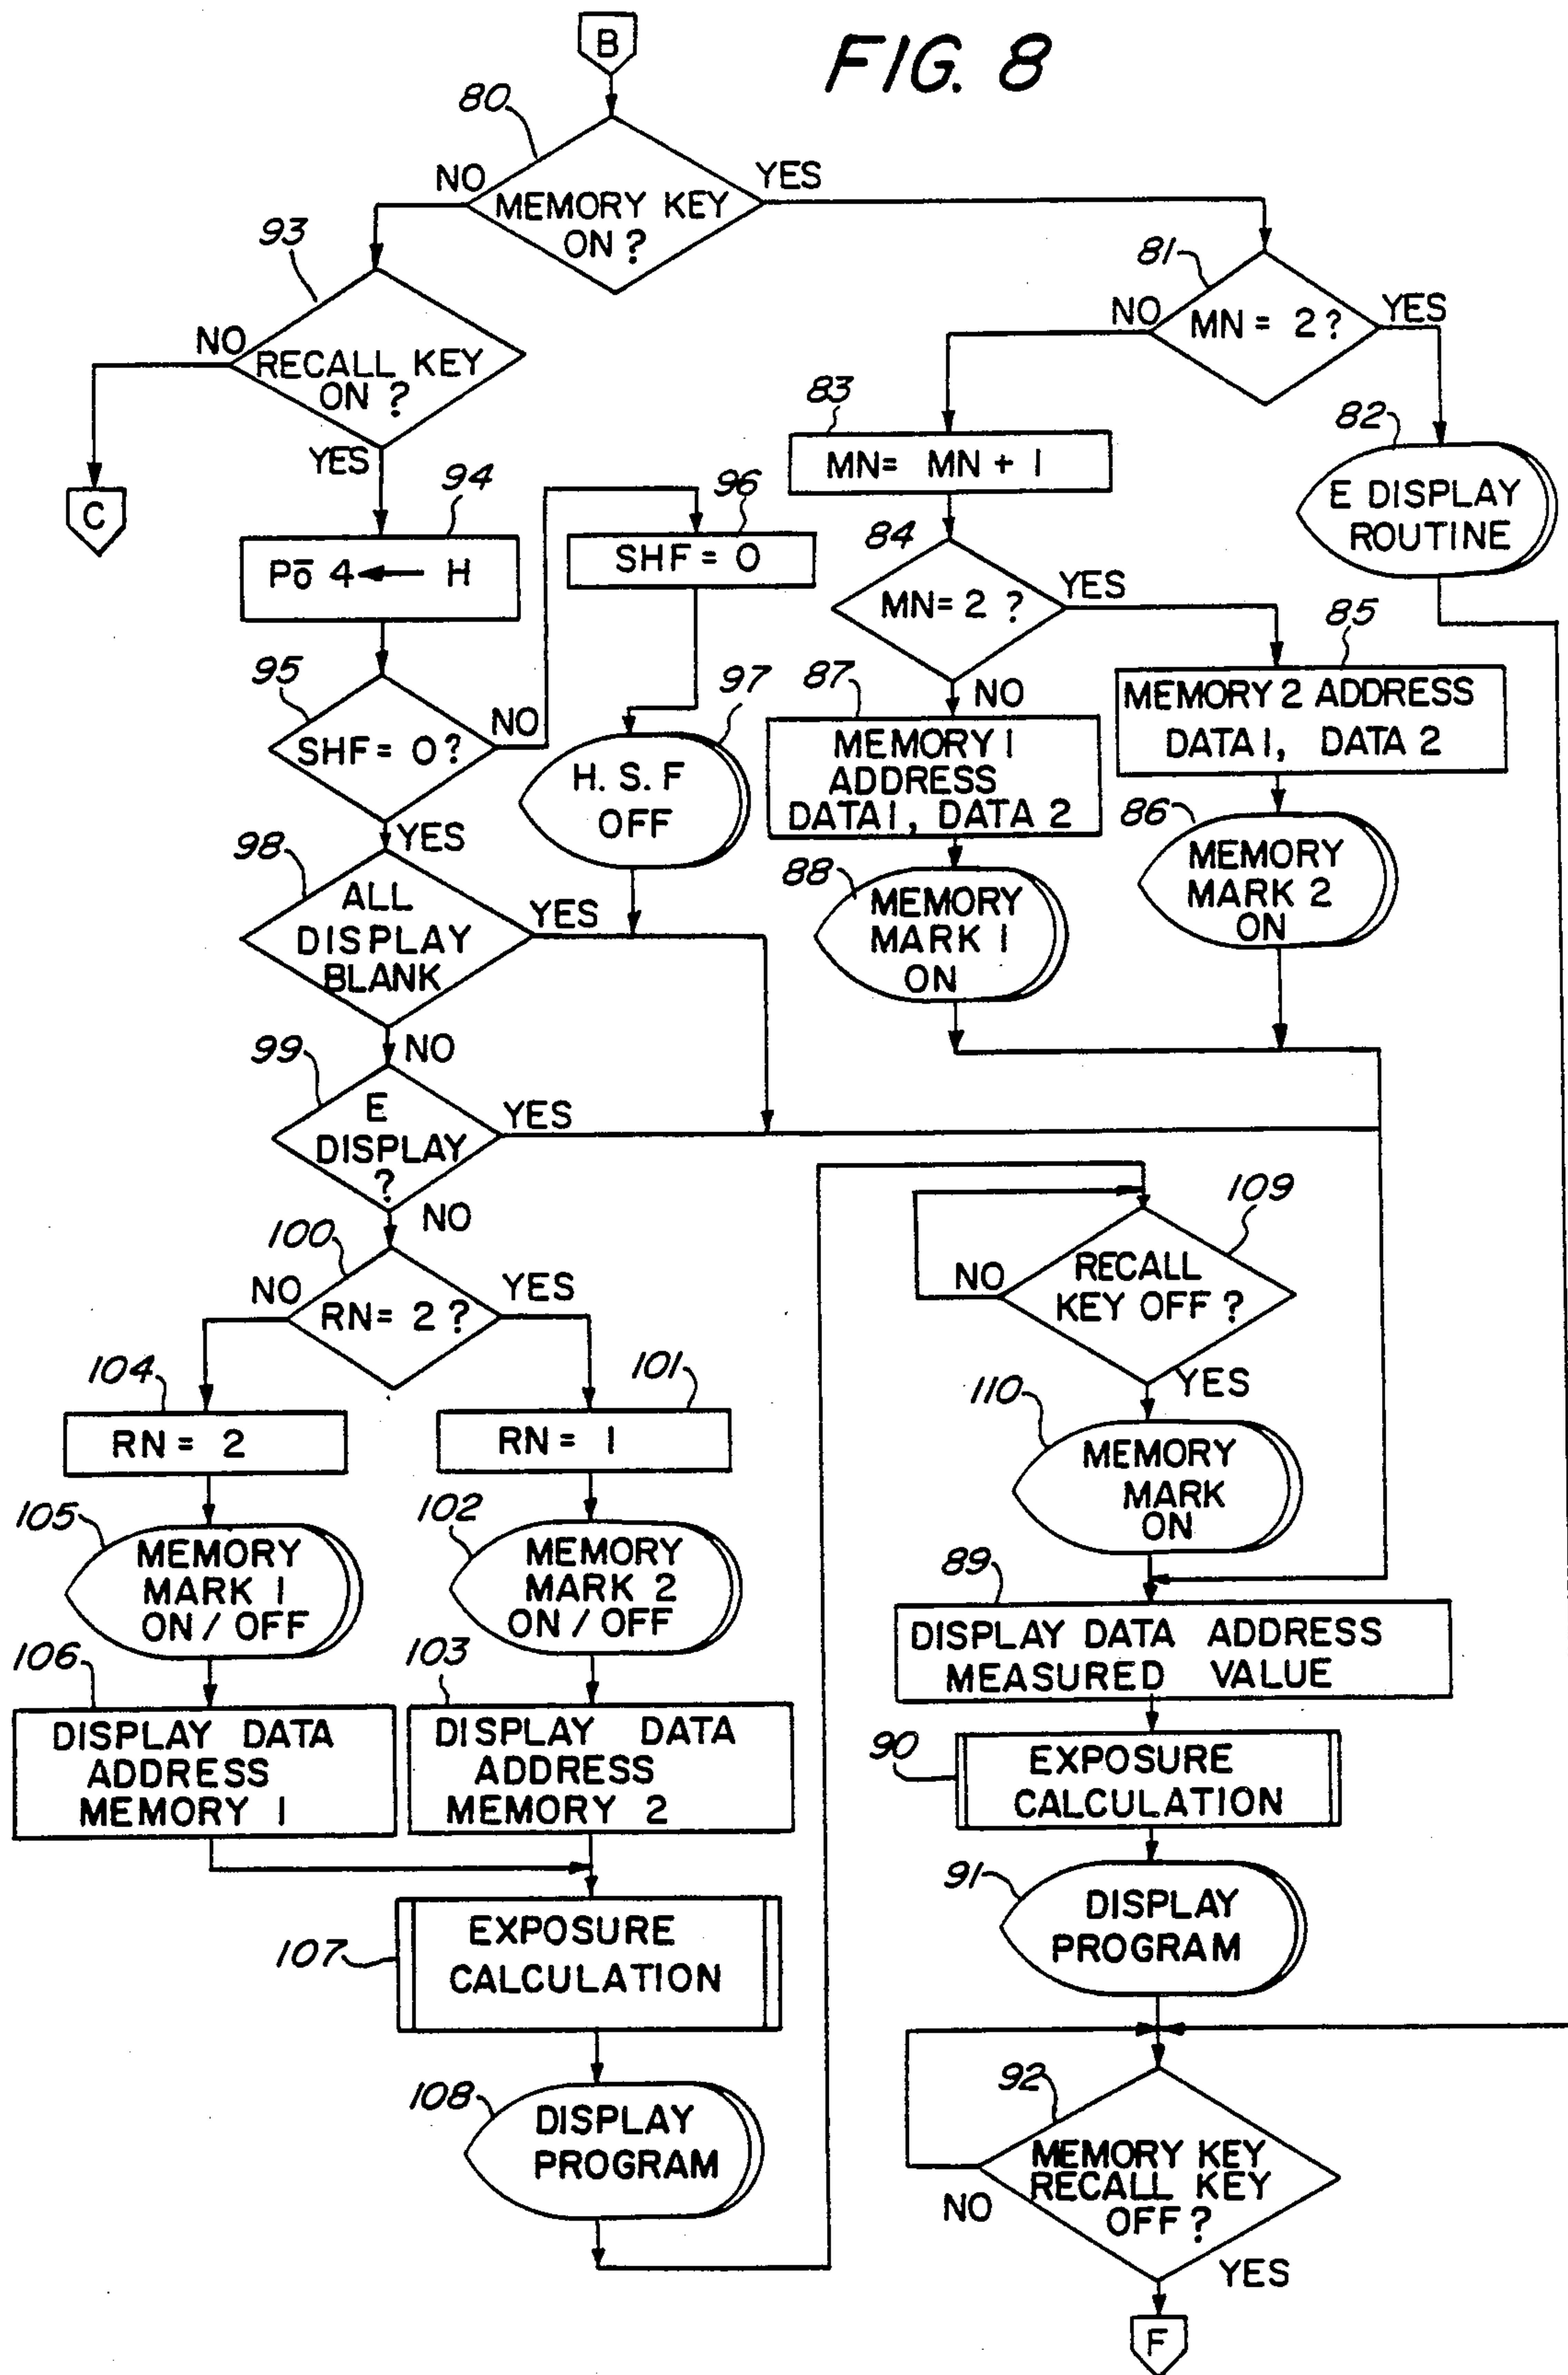 FIG. 8
B
80
NO
YES
MEMORY KEY
ON ?
93
81
NO
RECALL KEY
ON ?
NO
YES
MN = 2 ?
YES
C
83
82
94
MN = MN + 1
E DISPLAY
ROUTINE
96
Pō 4 ← H
SHF = 0
84
MN = 2 ?
YES
85
95
NO
SHF = 0?
97
87
NO
MEMORY 2 ADDRESS
DATA 1, DATA 2
H. S. F
OFF
MEMORY 1
ADDRESS
DATA 1, DATA 2
YES
98
86
MEMORY
MARK 2
ON
ALL
DISPLAY
BLANK
YES
88
MEMORY
MARK 1
ON
NO
99
E
DISPLAY
?
YES
NO
109
100
NO
YES
RN = 2 ?
NO
RECALL
KEY OFF ?
104
101
YES
110
RN = 2
RN = 1
MEMORY
MARK
ON
105
102
MEMORY
MARK 1
ON / OFF
MEMORY
MARK 2
ON / OFF
89
106
103
DISPLAY DATA ADDRESS
MEASURED VALUE
DISPLAY DATA
ADDRESS
MEMORY 1
DISPLAY DATA
ADDRESS
MEMORY 2
90
EXPOSURE
CALCULATION
91
107
EXPOSURE
CALCULATION
DISPLAY
PROGRAM
108
DISPLAY
PROGRAM
92
MEMORY KEY
RECALL KEY
OFF ?
NO
YES
F